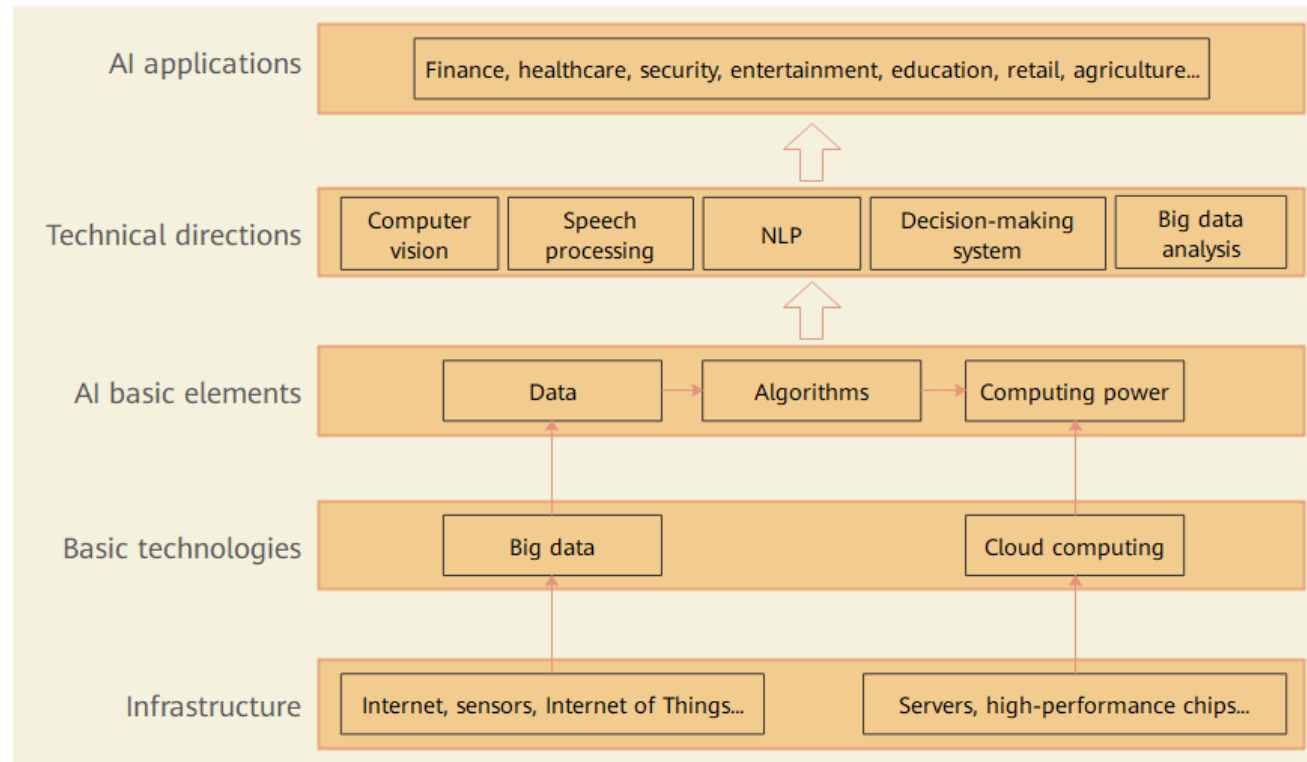 AI applications
Finance, healthcare, security, entertainment, education, retail, agriculture...
Technical directions
Computer
vision
Speech
processing
NLP
Decision-making
system
Big data
analysis
AI basic elements
Data
Algorithms
Computing power
Basic technologies
Big data
Cloud computing
Infrastructure
Internet, sensors, Internet of Things...
Servers, high-performance chips...